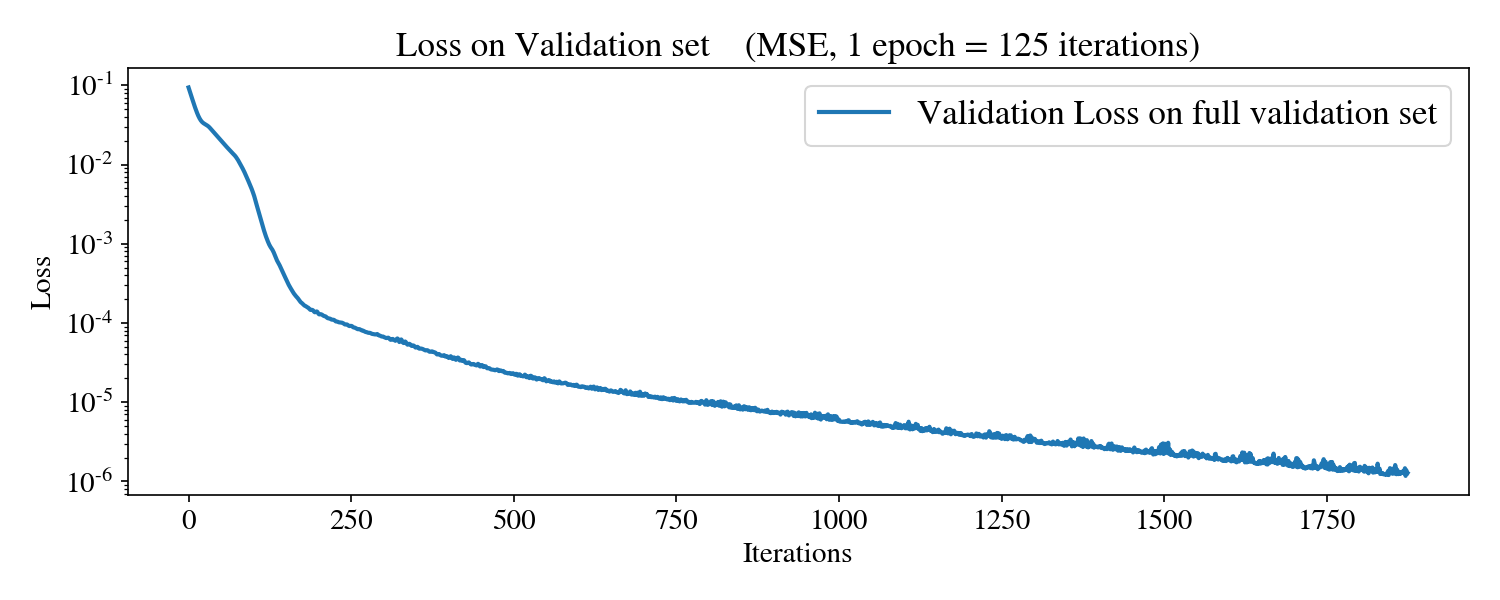 Loss on Validation set (MSE, 1 epoch = 125 iterations)
Validation Loss on full validation set
10^-1
10^-2
10^-3
10^-4
10^-5
10^-6
Loss
0 250 500 750 1000 1250 1500 1750
Iterations